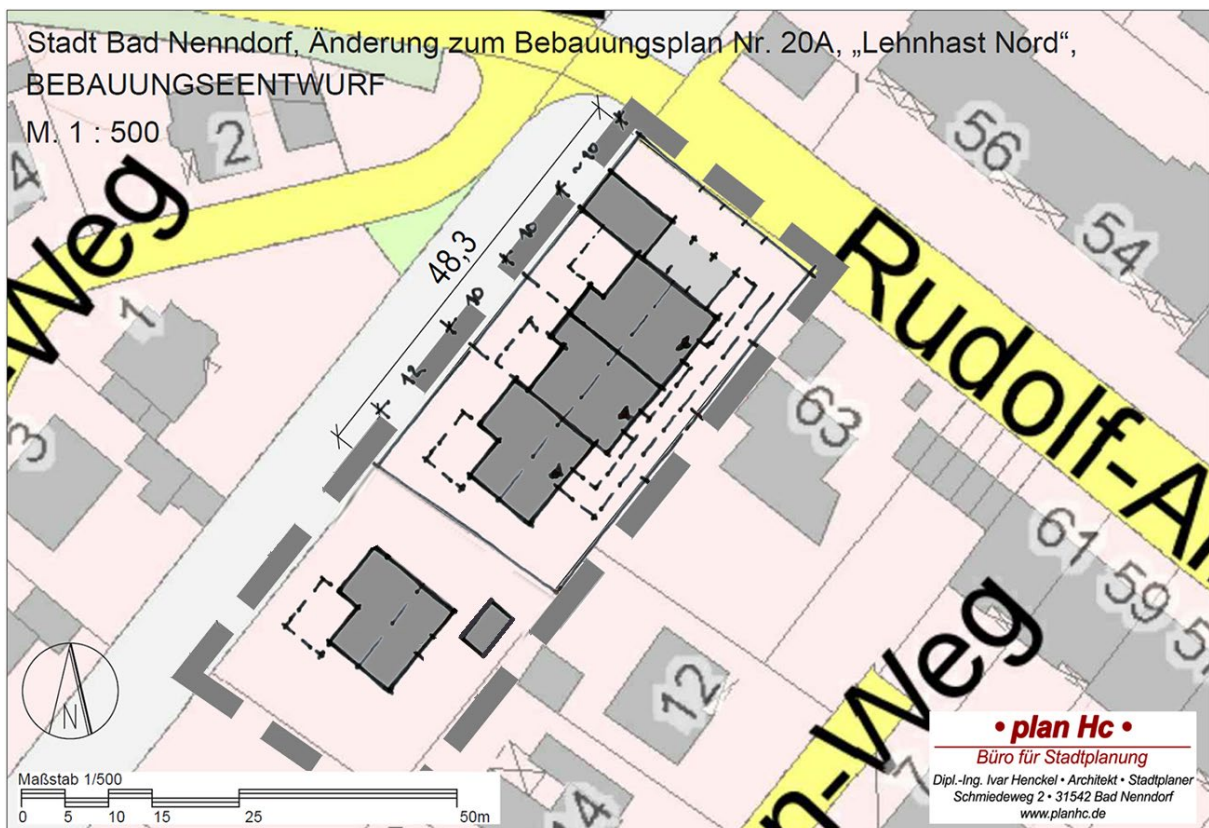 Stadt Bad Nenndorf, Änderung zum Bebauungsplan Nr. 20A, „Lehnhast Nord“,
BEBAUUNGSEENTWURF
M. 1 : 500
2
4
56
54
-Weg
48,3
~10
10
10
12
1
3
Rudolf-A
63
61
59
5
12
14
n-Weg
N
Maßstab 1/500
0 5 10 15 25 50m
• plan Hc •
Büro für Stadtplanung
Dipl.-Ing. Ivar Henckel • Architekt • Stadtplaner
Schmiedeweg 2 • 31542 Bad Nenndorf
www.planhc.de